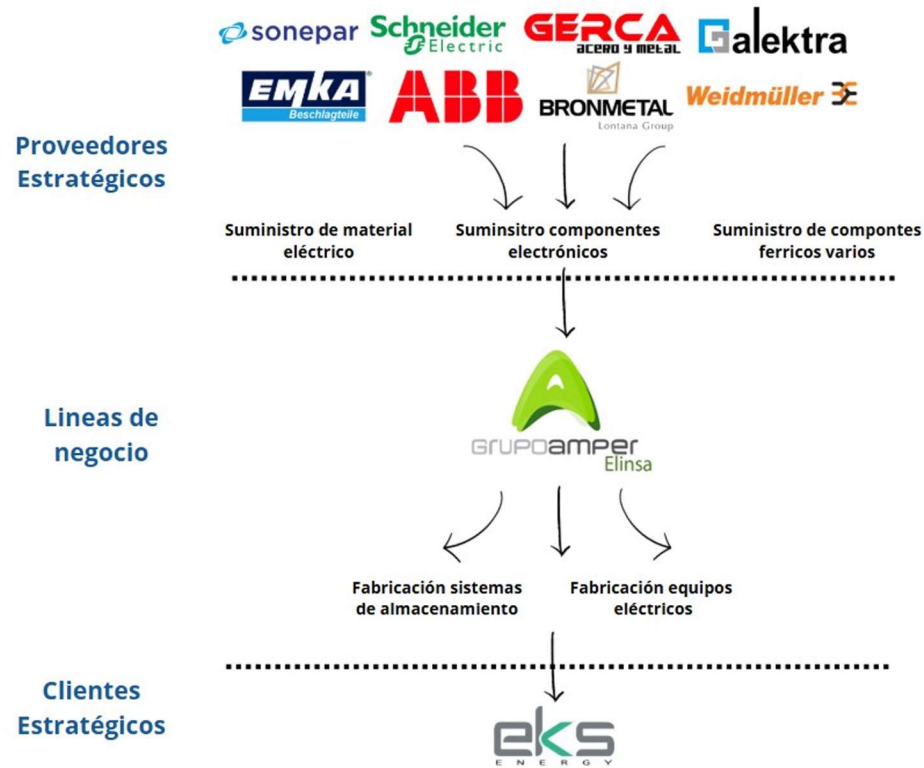 sonepar
Schneider
Electric
GERCA
acero y metal
Galektra
EMKA®
Beschlagteile
ABB
BRONMETAL
Lontana Group
Weidmüller
Proveedores
Estratégicos
Suministro de material
eléctrico
Suminsitro componentes
electrónicos
Suministro de compontes
ferricos varios
Lineas de
negocio
GRUPOAMPER
Elinsa
Fabricación sistemas
de almacenamiento
Fabricación equipos
eléctricos
Clientes
Estratégicos
eks
ENERGY